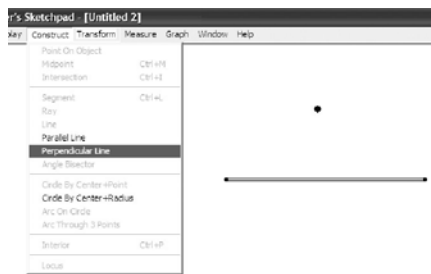 r's Sketchpad - [Untitled 2]
play Construct Transform Measure Graph Window Help
Point On Object
Midpoint Ctrl+M
Intersection Ctrl+I
Segment Ctrl+L
Ray
Line
Parallel Line
Perpendicular Line
Angle Bisector
Circle By Center+Point
Circle By Center+Radius
Arc On Circle
Arc Through 3 Points
Interior Ctrl+P
Locus